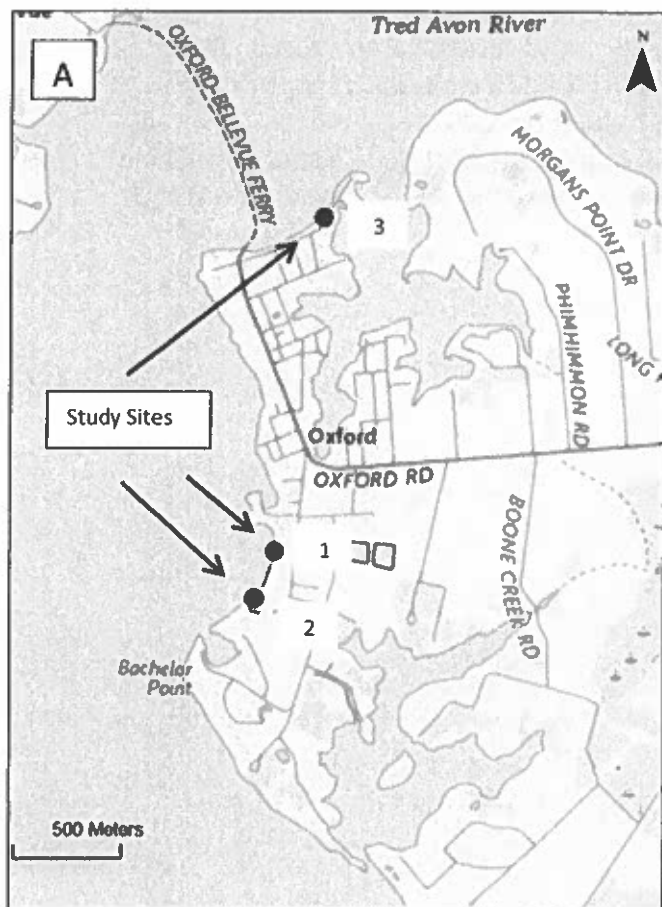 Tred Avon River
A
N
OXFORD-BELLEVUE FERRY
MORGANS POINT DR
3
PHIMHIMMON RD
LONG
Study Sites
Oxford
OXFORD RD
1
BOONE CREEK RD
2
Bachelor
Point
500 Meters